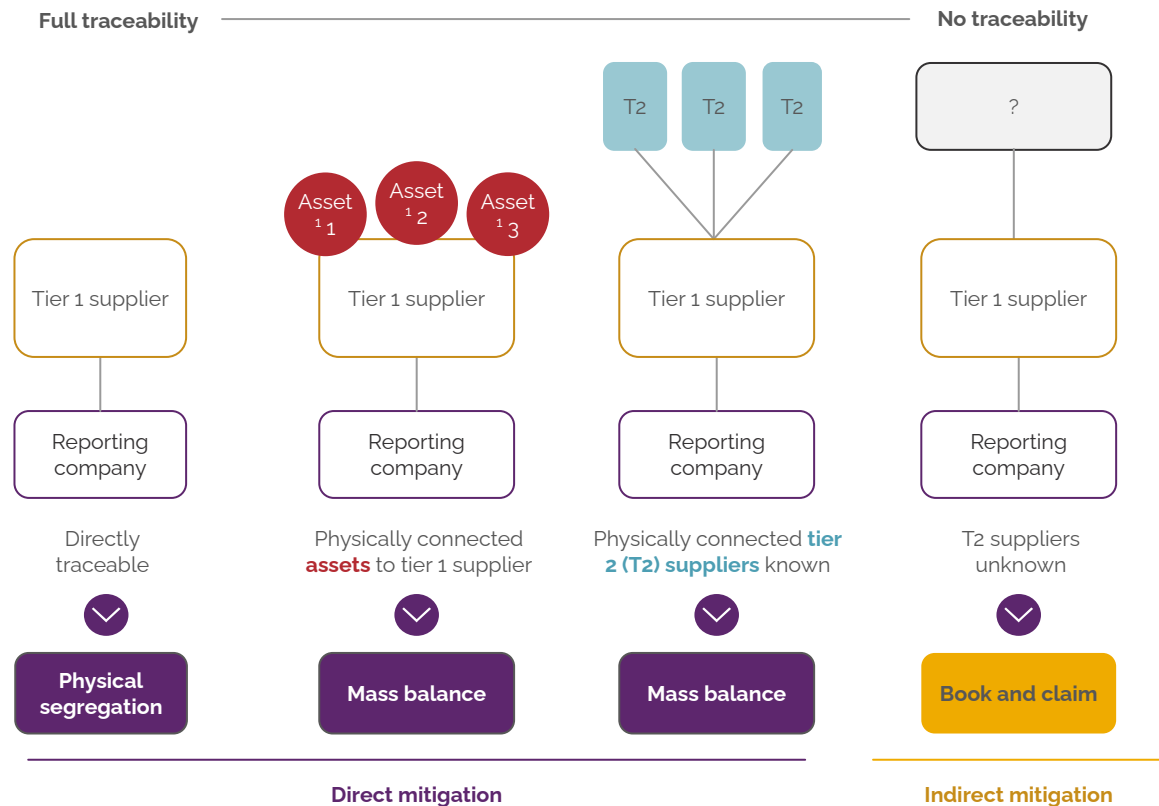 Full traceability
No traceability
T2
T2
T2
?
Asset
¹ 1
Asset
¹ 2
Asset
¹ 3
Tier 1 supplier
Tier 1 supplier
Tier 1 supplier
Tier 1 supplier
Reporting
company
Reporting
company
Reporting
company
Reporting
company
Directly
traceable
Physically connected
assets to tier 1 supplier
Physically connected tier
2 (T2) suppliers known
T2 suppliers
unknown
Physical
segregation
Mass balance
Mass balance
Book and claim
Direct mitigation
Indirect mitigation